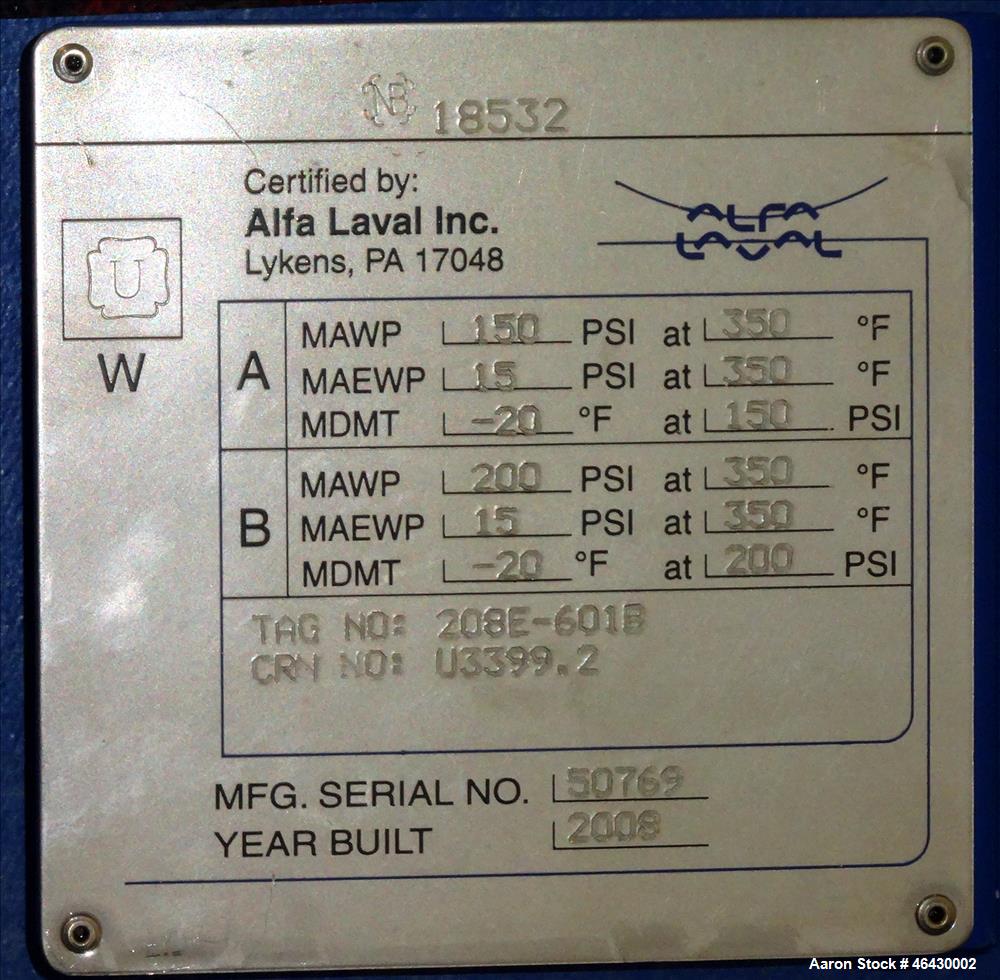 NB 18532
Certified by:
Alfa Laval Inc.
Lykens, PA 17048
ALFA
LAVAL
U
W
A
MAWP 150 PSI at 350 °F
MAEWP 15 PSI at 350 °F
MDMT -20 °F at 150 PSI
B
MAWP 200 PSI at 350 °F
MAEWP 15 PSI at 350 °F
MDMT -20 °F at 200 PSI
TAG NO: 208E-601B
CRN NO: U3399.2
MFG. SERIAL NO. 50769
YEAR BUILT 2008
Aaron Stock # 46430002